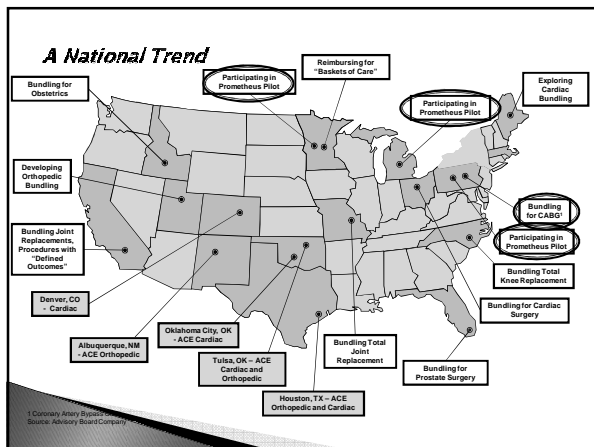 A National Trend
Participating in
Prometheus Pilot
Reimbursing for
"Baskets of Care"
Bundling for
Obstetrics
Participating in
Prometheus Pilot
Exploring
Cardiac
Bundling
Developing
Orthopedic
Bundling
Bundling
for CABG¹
Bundling Joint
Replacements,
Procedures with
"Defined
Outcomes"
Participating in
Prometheus Pilot
Bundling Total
Knee Replacement
Denver, CO
- Cardiac
Bundling for Cardiac
Surgery
Oklahoma City, OK
- ACE Cardiac
Albuquerque, NM
- ACE Orthopedic
Bundling Total
Joint
Replacement
Tulsa, OK – ACE
Cardiac and
Orthopedic
Bundling for
Prostate Surgery
Houston, TX – ACE
Orthopedic and Cardiac
1 Coronary Artery Bypass
Source: Advisory Board Company